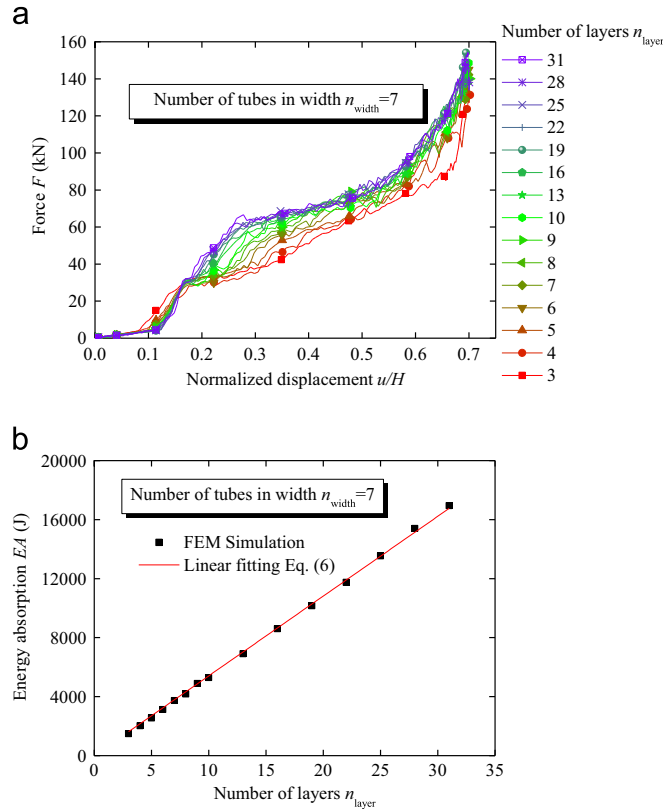 a
Number of layers n_layer
160
140
120
100
80
60
40
20
0
Force F (kN)
Number of tubes in width n_width=7
31
28
25
22
19
16
13
10
9
8
7
6
5
4
3
0.0 0.1 0.2 0.3 0.4 0.5 0.6 0.7
Normalized displacement u/H
b
20000
16000
12000
8000
4000
0
Energy absorption EA (J)
Number of tubes in width n_width=7
FEM Simulation
Linear fitting Eq. (6)
0 5 10 15 20 25 30 35
Number of layers n_layer